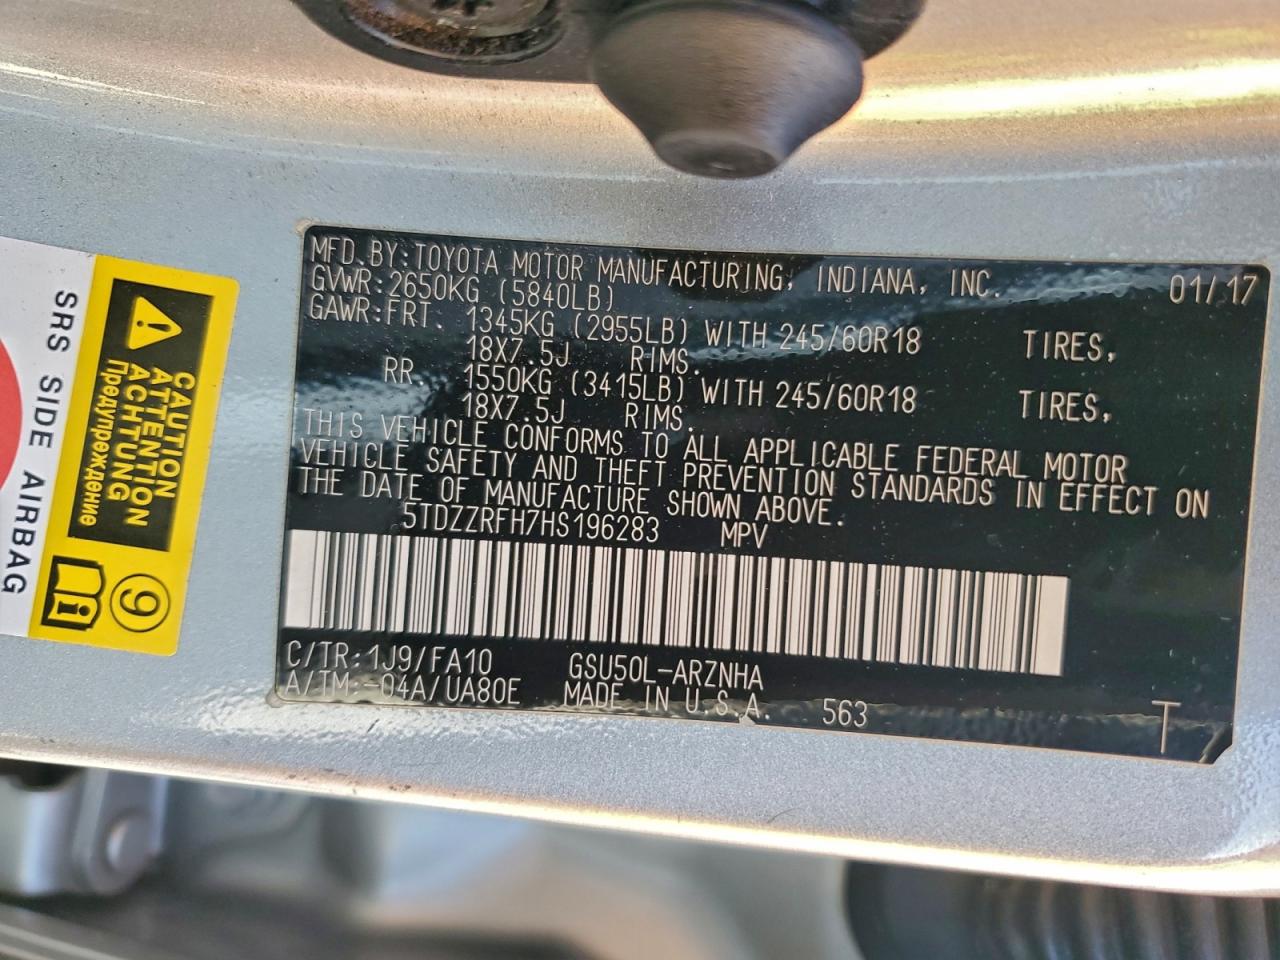 MFD.BY:TOYOTA MOTOR MANUFACTURING, INDIANA, INC. 01/17
GVWR:2650KG (5840LB)
GAWR:FRT. 1345KG (2955LB) WITH 245/60R18 TIRES,
18X7.5J RIMS.
RR. 1550KG (3415LB) WITH 245/60R18 TIRES,
18X7.5J RIMS.
THIS VEHICLE CONFORMS TO ALL APPLICABLE FEDERAL MOTOR
VEHICLE SAFETY AND THEFT PREVENTION STANDARDS IN EFFECT ON
THE DATE OF MANUFACTURE SHOWN ABOVE.
5TDZZRFH7HS196283 MPV
C/TR:1J9/FA10 GSU50L-ARZNHA
A/TM:-04A/UA80E MADE IN U.S.A. 563
T
CAUTION
ATTENTION
ACHTUNG
Предупреждение
9
i
SRS SIDE AIRBAG